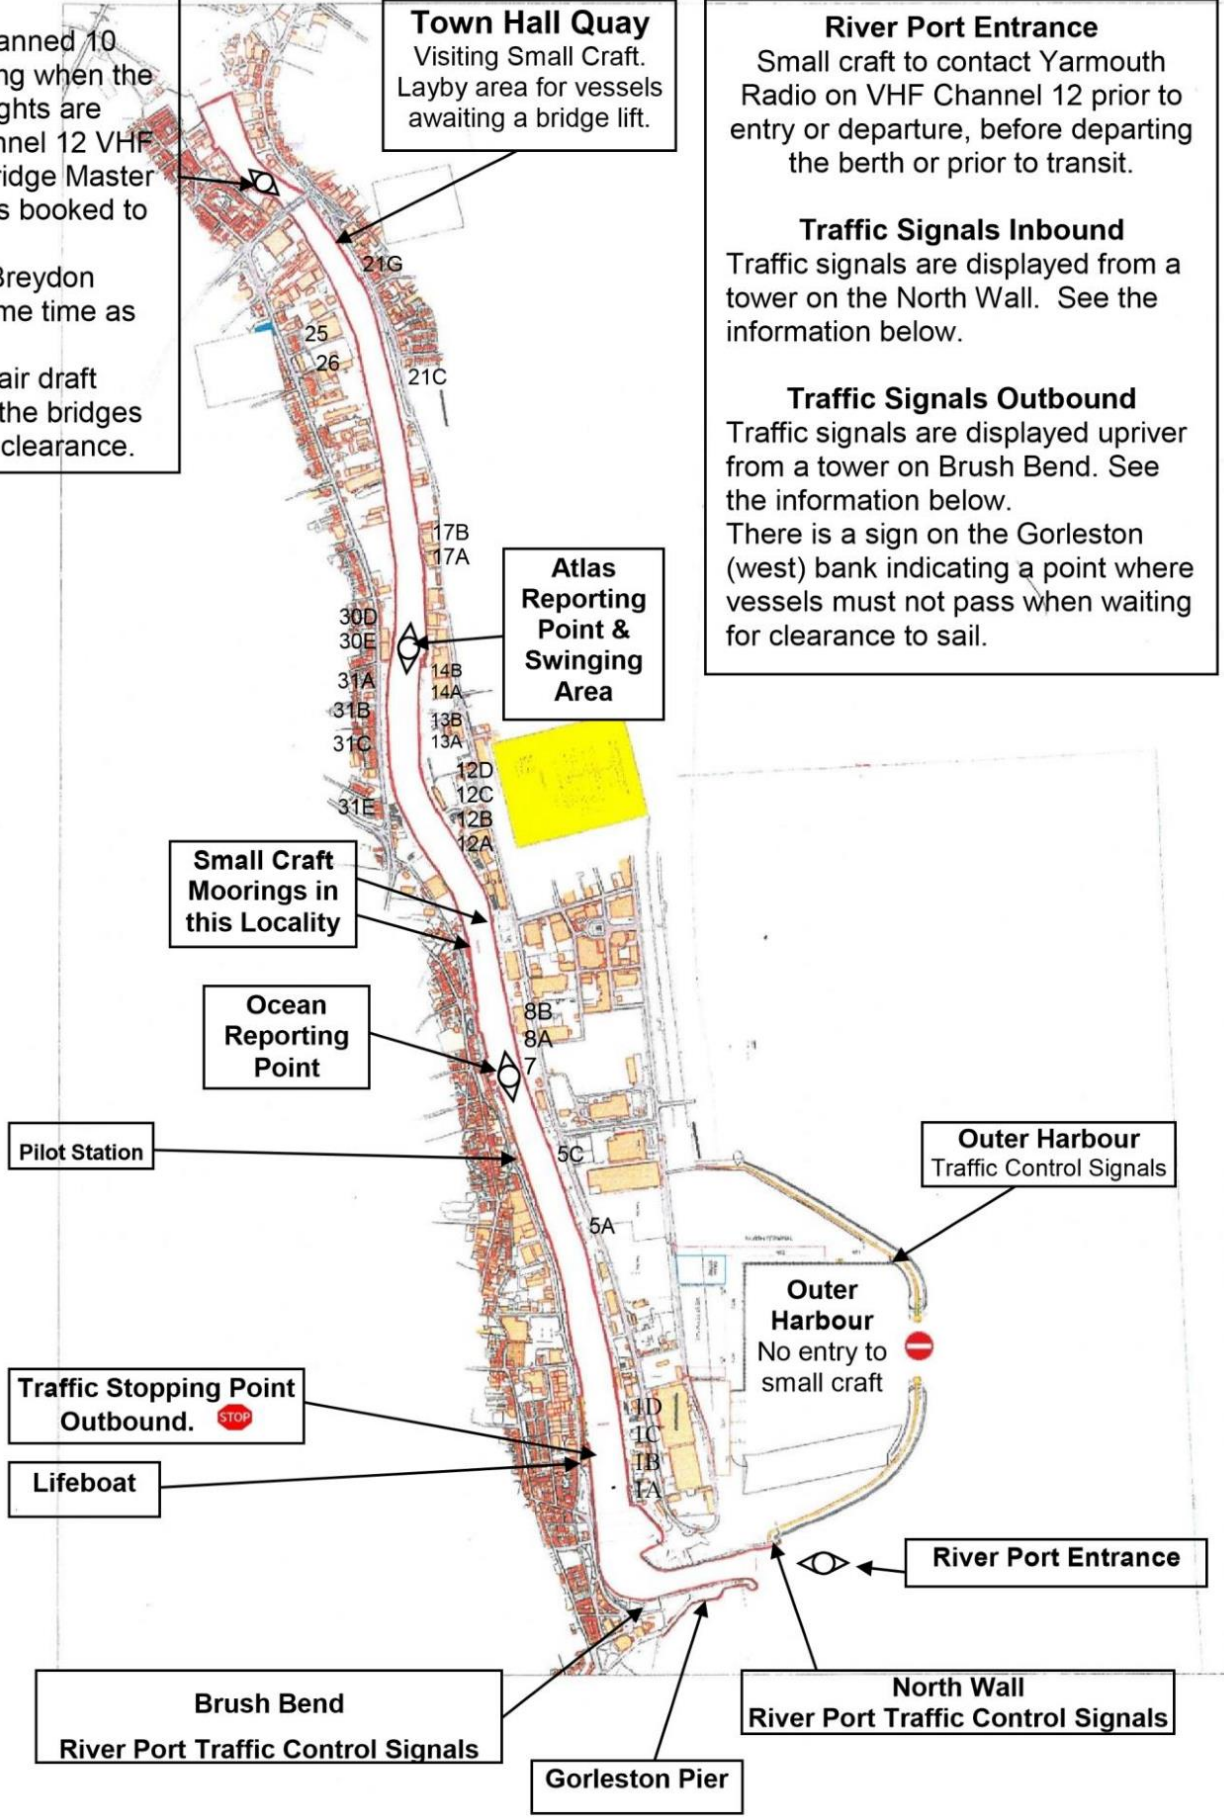 anned 10
ng when the
ghts are
nnel 12 VHF
ridge Master
s booked to
Breydon
me time as
air draft
the bridges
clearance.
Town Hall Quay
Visiting Small Craft.
Layby area for vessels
awaiting a bridge lift.
River Port Entrance
Small craft to contact Yarmouth
Radio on VHF Channel 12 prior to
entry or departure, before departing
the berth or prior to transit.
Traffic Signals Inbound
Traffic signals are displayed from a
tower on the North Wall. See the
information below.
Traffic Signals Outbound
Traffic signals are displayed upriver
from a tower on Brush Bend. See
the information below.
There is a sign on the Gorleston
(west) bank indicating a point where
vessels must not pass when waiting
for clearance to sail.
21G
25
26
21C
17B
17A
Atlas
Reporting
Point &
Swinging
Area
30D
30E
31A
31B
31C
31E
14B
14A
13B
13A
12D
12C
12B
12A
Small Craft
Moorings in
this Locality
Ocean
Reporting
Point
8B
8A
7
Pilot Station
5C
5A
Outer Harbour
Traffic Control Signals
Outer
Harbour
No entry to
small craft
Traffic Stopping Point
Outbound. STOP
Lifeboat
1D
1C
1B
1A
River Port Entrance
Brush Bend
River Port Traffic Control Signals
North Wall
River Port Traffic Control Signals
Gorleston Pier